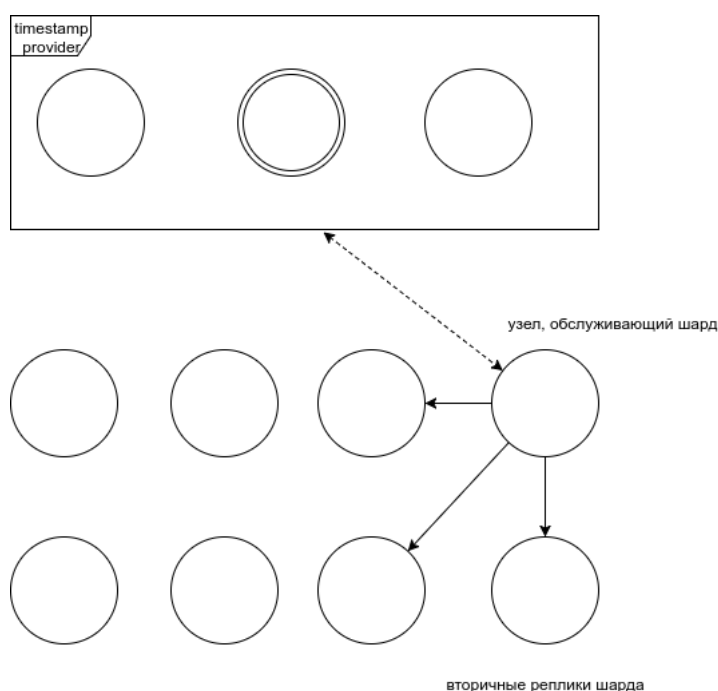 timestamp
provider
узел, обслуживающий шард
вторичные реплики шарда